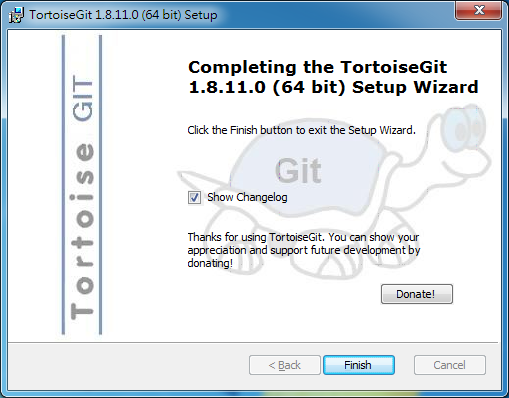 TortoiseGit 1.8.11.0 (64 bit) Setup
Tortoise GIT
Completing the TortoiseGit
1.8.11.0 (64 bit) Setup Wizard
Click the Finish button to exit the Setup Wizard.
Git
Show Changelog
Thanks for using TortoiseGit. You can show your
appreciation and support future development by
donating!
Donate!
< Back
Finish
Cancel